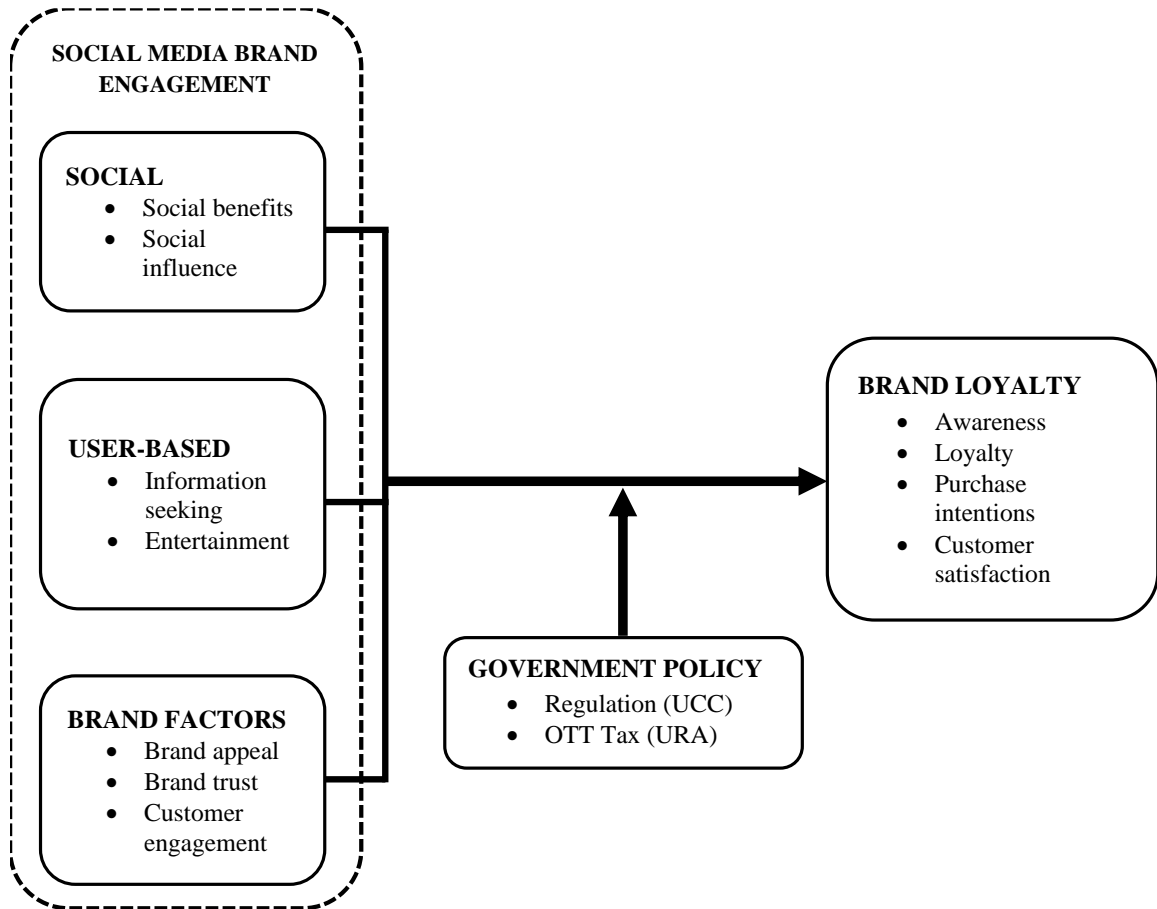 SOCIAL MEDIA BRAND
ENGAGEMENT
SOCIAL
• Social benefits
• Social
influence
USER-BASED
• Information
seeking
• Entertainment
BRAND FACTORS
• Brand appeal
• Brand trust
• Customer
engagement
GOVERNMENT POLICY
• Regulation (UCC)
• OTT Tax (URA)
BRAND LOYALTY
• Awareness
• Loyalty
• Purchase
intentions
• Customer
satisfaction